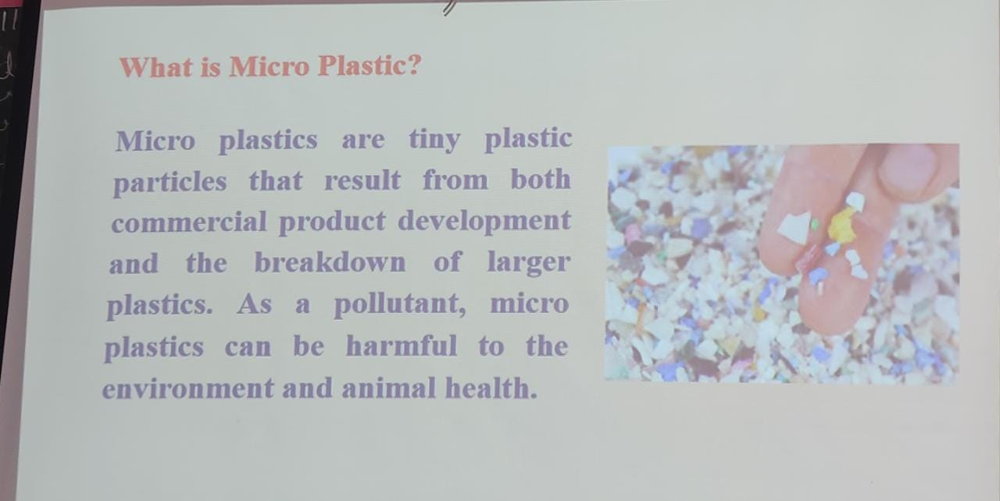 What is Micro Plastic?
Micro plastics are tiny plastic
particles that result from both
commercial product development
and the breakdown of larger
plastics. As a pollutant, micro
plastics can be harmful to the
environment and animal health.